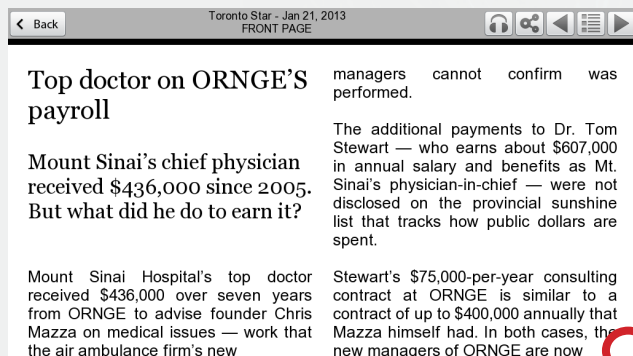 Back
Toronto Star - Jan 21, 2013
FRONT PAGE
Top doctor on ORNGE’S
payroll
Mount Sinai’s chief physician
received $436,000 since 2005.
But what did he do to earn it?
Mount Sinai Hospital’s top doctor
received $436,000 over seven years
from ORNGE to advise founder Chris
Mazza on medical issues — work that
the air ambulance firm’s new
managers cannot confirm was
performed.
The additional payments to Dr. Tom
Stewart — who earns about $607,000
in annual salary and benefits as Mt.
Sinai’s physician-in-chief — were not
disclosed on the provincial sunshine
list that tracks how public dollars are
spent.
Stewart’s $75,000-per-year consulting
contract at ORNGE is similar to a
contract of up to $400,000 annually that
Mazza himself had. In both cases, the
new managers of ORNGE are now